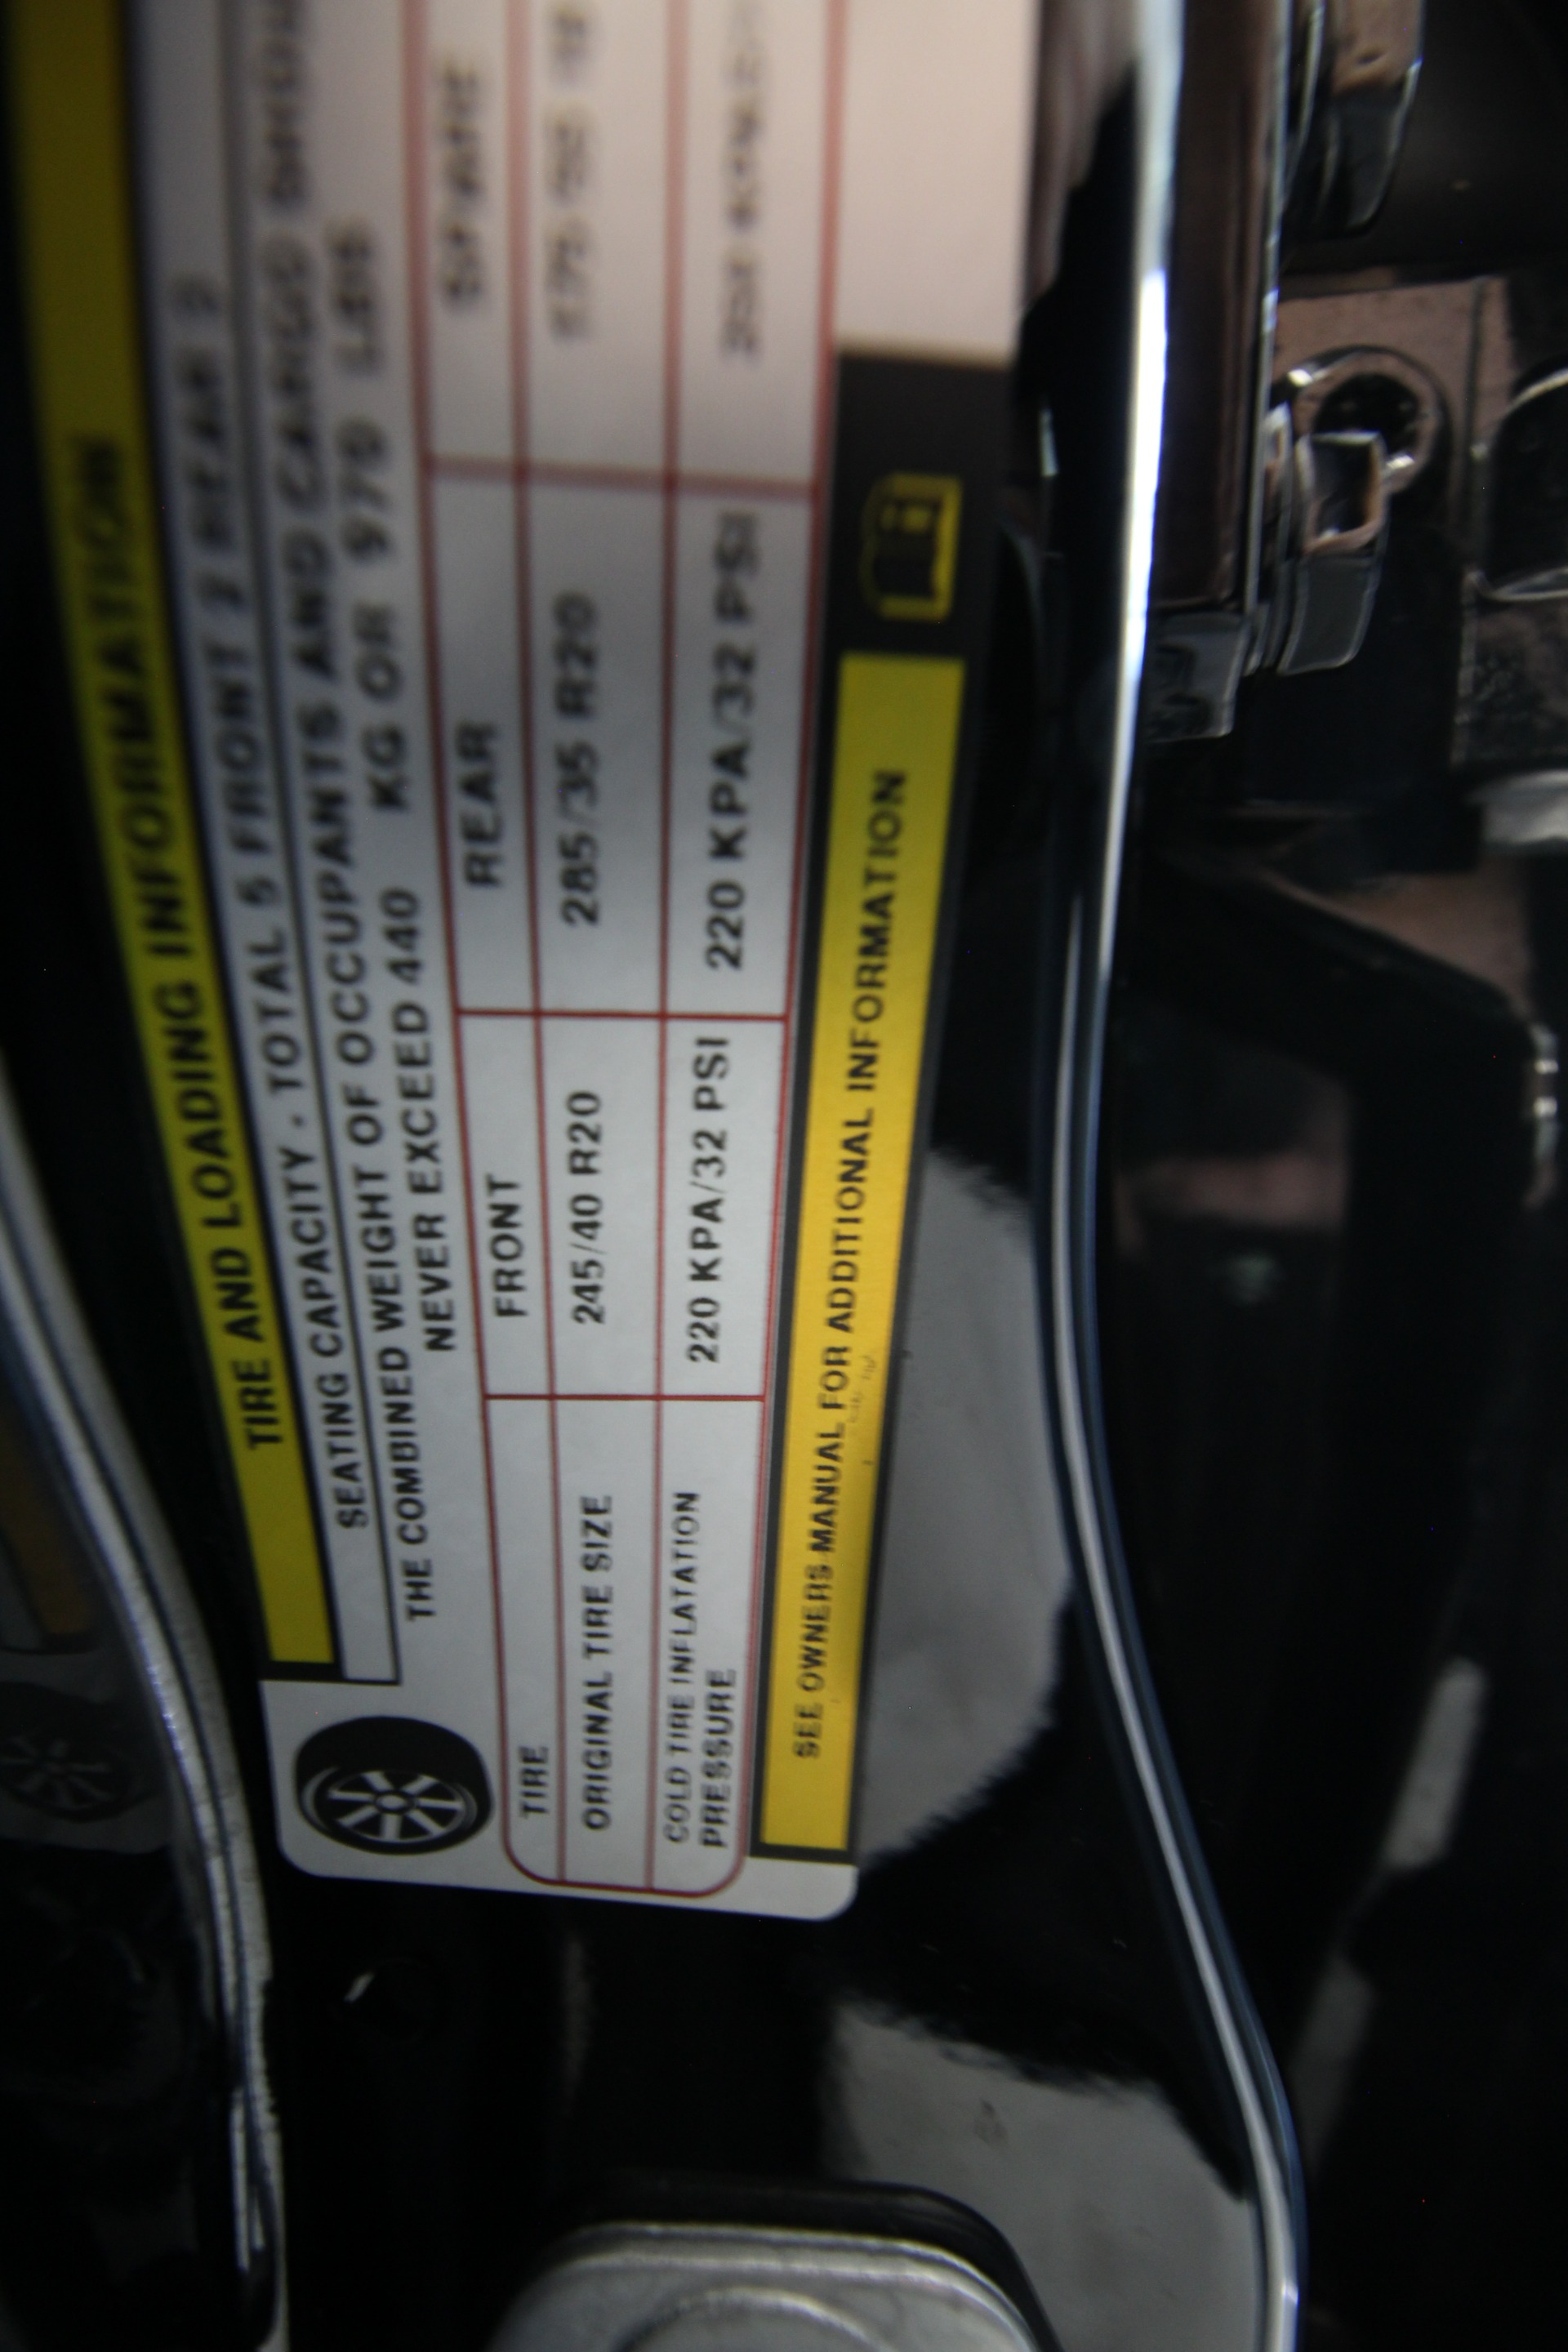 TIRE AND LOADING INFORMATION
SEATING CAPACITY - TOTAL 5 FRONT 2 REAR
THE COMBINED WEIGHT OF OCCUPANTS AND CARGO SHOULD
NEVER EXCEED 440 KG OR 970 LBS
TIRE FRONT REAR SPARE
ORIGINAL TIRE SIZE 245/40 R20 285/35 R20
COLD TIRE INFLATATION
PRESSURE 220 KPA/32 PSI 220 KPA/32 PSI
SEE OWNERS MANUAL FOR ADDITIONAL INFORMATION